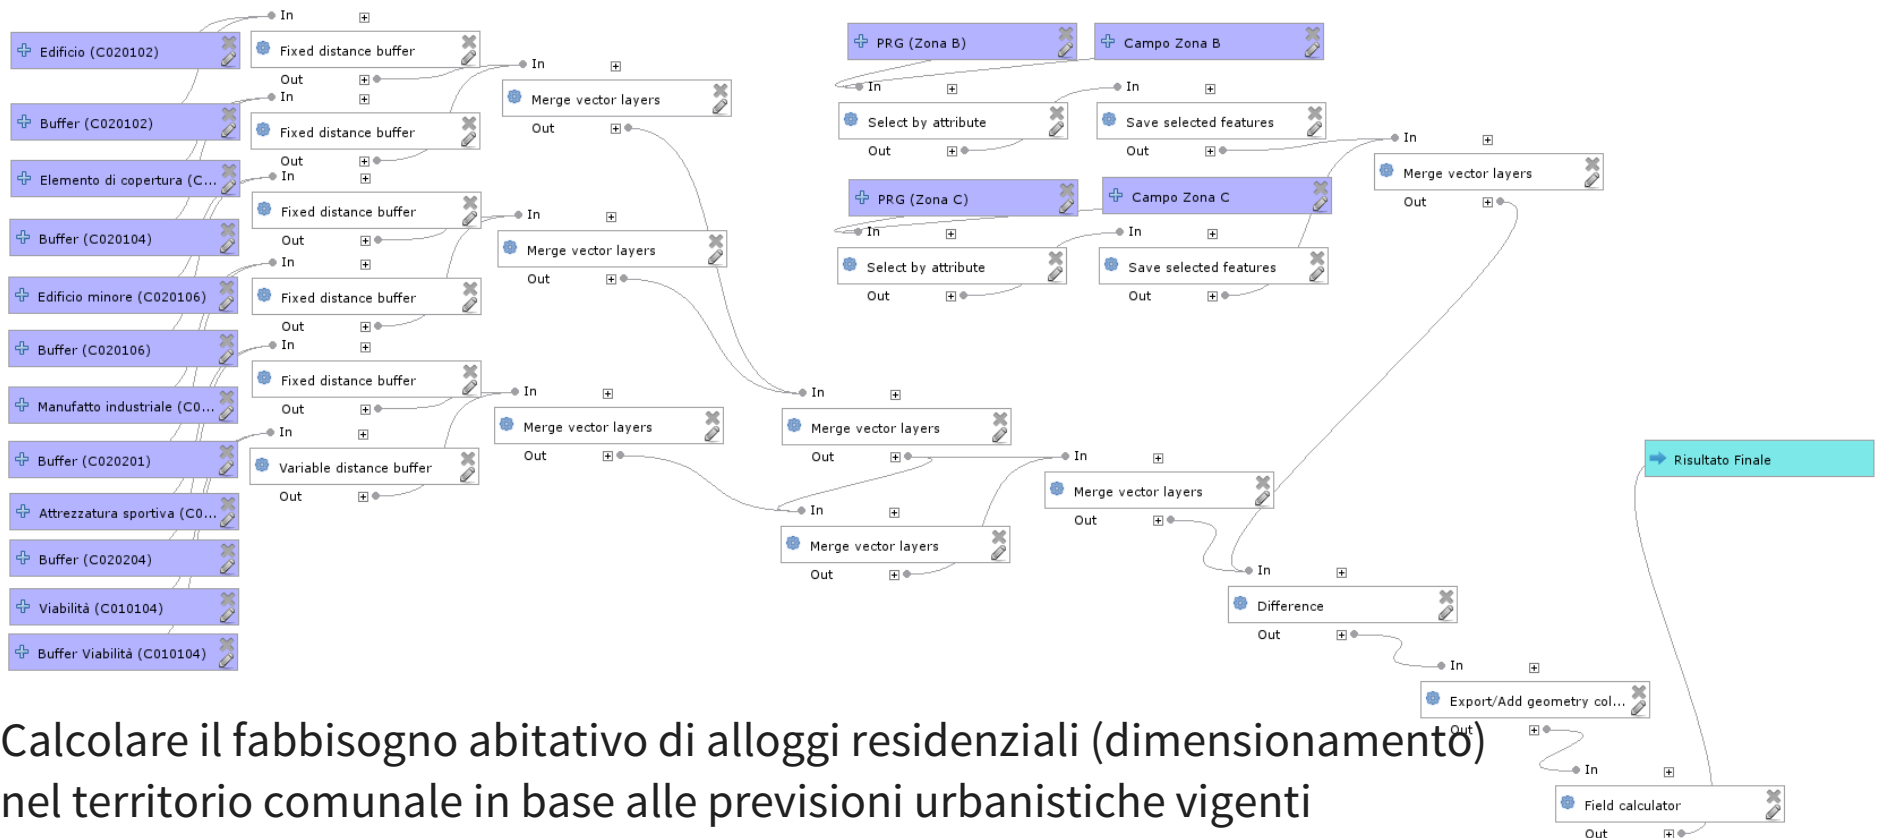 Edificio (C020102)
Buffer (C020102)
Elemento di copertura (C...
Buffer (C020104)
Edificio minore (C020106)
Buffer (C020106)
Manufatto industriale (C0...
Buffer (C020201)
Attrezzatura sportiva (C0...
Buffer (C020204)
Viabilità (C010104)
Buffer Viabilità (C010104)
In
Fixed distance buffer
Out
In
Fixed distance buffer
Out
In
Fixed distance buffer
Out
In
Fixed distance buffer
Out
In
Fixed distance buffer
Out
In
Variable distance buffer
Out
In
Merge vector layers
Out
In
Merge vector layers
Out
In
Merge vector layers
Out
PRG (Zona B)
Campo Zona B
In
Select by attribute
Out
In
Save selected features
Out
PRG (Zona C)
Campo Zona C
In
Select by attribute
Out
In
Save selected features
Out
In
Merge vector layers
Out
In
Merge vector layers
Out
In
Merge vector layers
Out
In
Merge vector layers
Out
In
Difference
Out
In
Export/Add geometry col...
Out
In
Field calculator
Out
Risultato Finale
Calcolare il fabbisogno abitativo di alloggi residenziali (dimensionamento)
nel territorio comunale in base alle previsioni urbanistiche vigenti